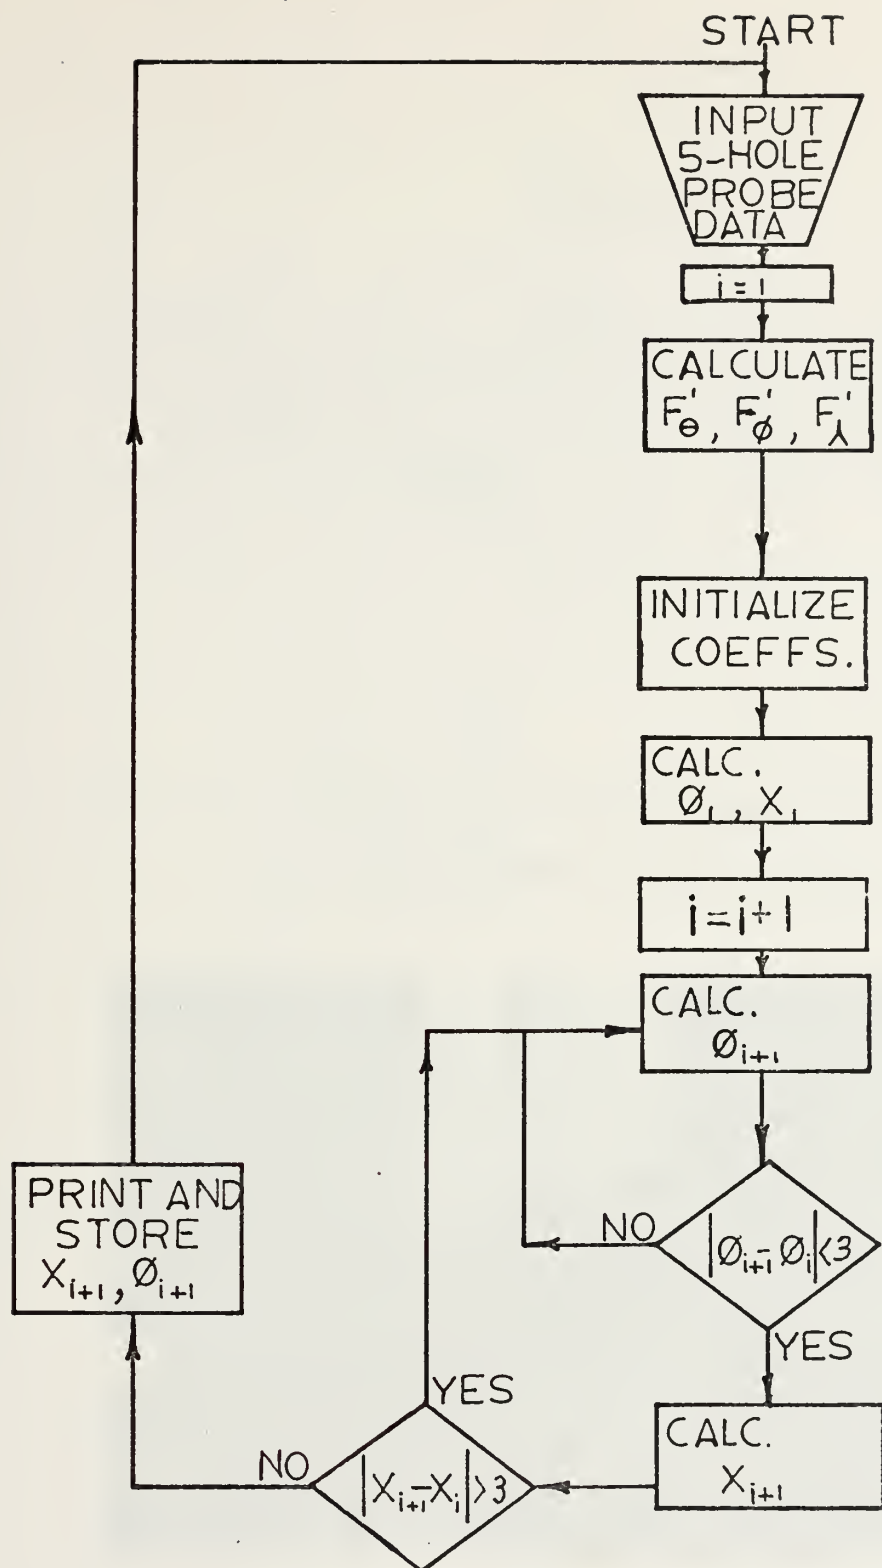 START
INPUT
5-HOLE
PROBE
DATA
i = 1
CALCULATE
F'θ, F'ø, F'λ
INITIALIZE
COEFFS.
CALC.
Ø₁, X₁
i = i + 1
CALC.
Øᵢ₊₁
|Øᵢ₊₁ - Øᵢ| < 3
NO
YES
CALC.
Xᵢ₊₁
|Xᵢ₊₁ - Xᵢ| > 3
YES
NO
PRINT AND
STORE
Xᵢ₊₁, Øᵢ₊₁